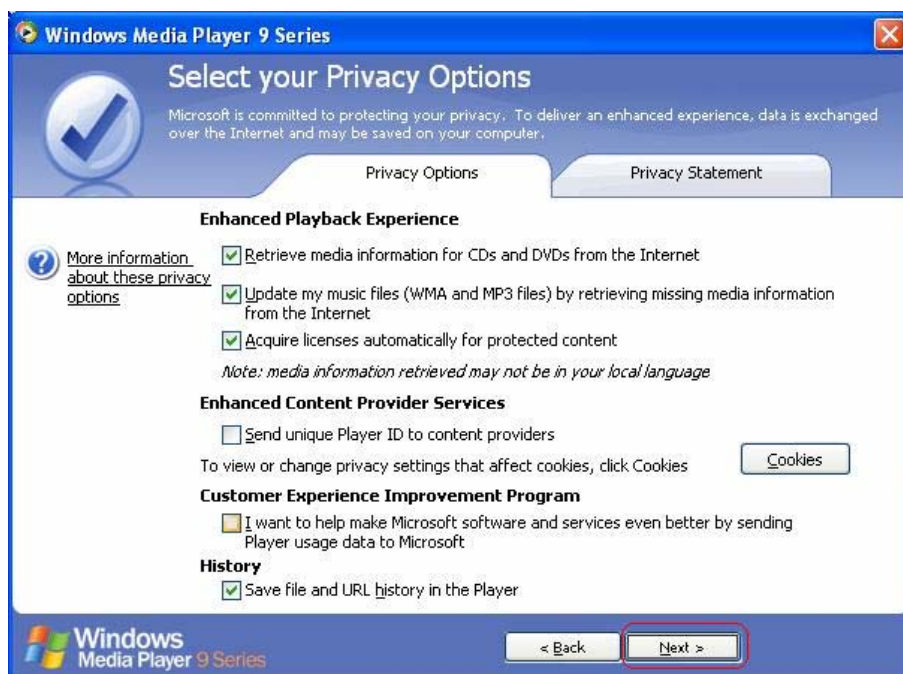 Windows Media Player 9 Series
Select your Privacy Options
Microsoft is committed to protecting your privacy. To deliver an enhanced experience, data is exchanged
over the Internet and may be saved on your computer.
Privacy Options
Privacy Statement
More information
about these privacy
options
Enhanced Playback Experience
Retrieve media information for CDs and DVDs from the Internet
Update my music files (WMA and MP3 files) by retrieving missing media information
from the Internet
Acquire licenses automatically for protected content
Note: media information retrieved may not be in your local language
Enhanced Content Provider Services
Send unique Player ID to content providers
To view or change privacy settings that affect cookies, click Cookies
Cookies
Customer Experience Improvement Program
I want to help make Microsoft software and services even better by sending
Player usage data to Microsoft
History
Save file and URL history in the Player
Windows
Media Player 9 Series
< Back
Next >